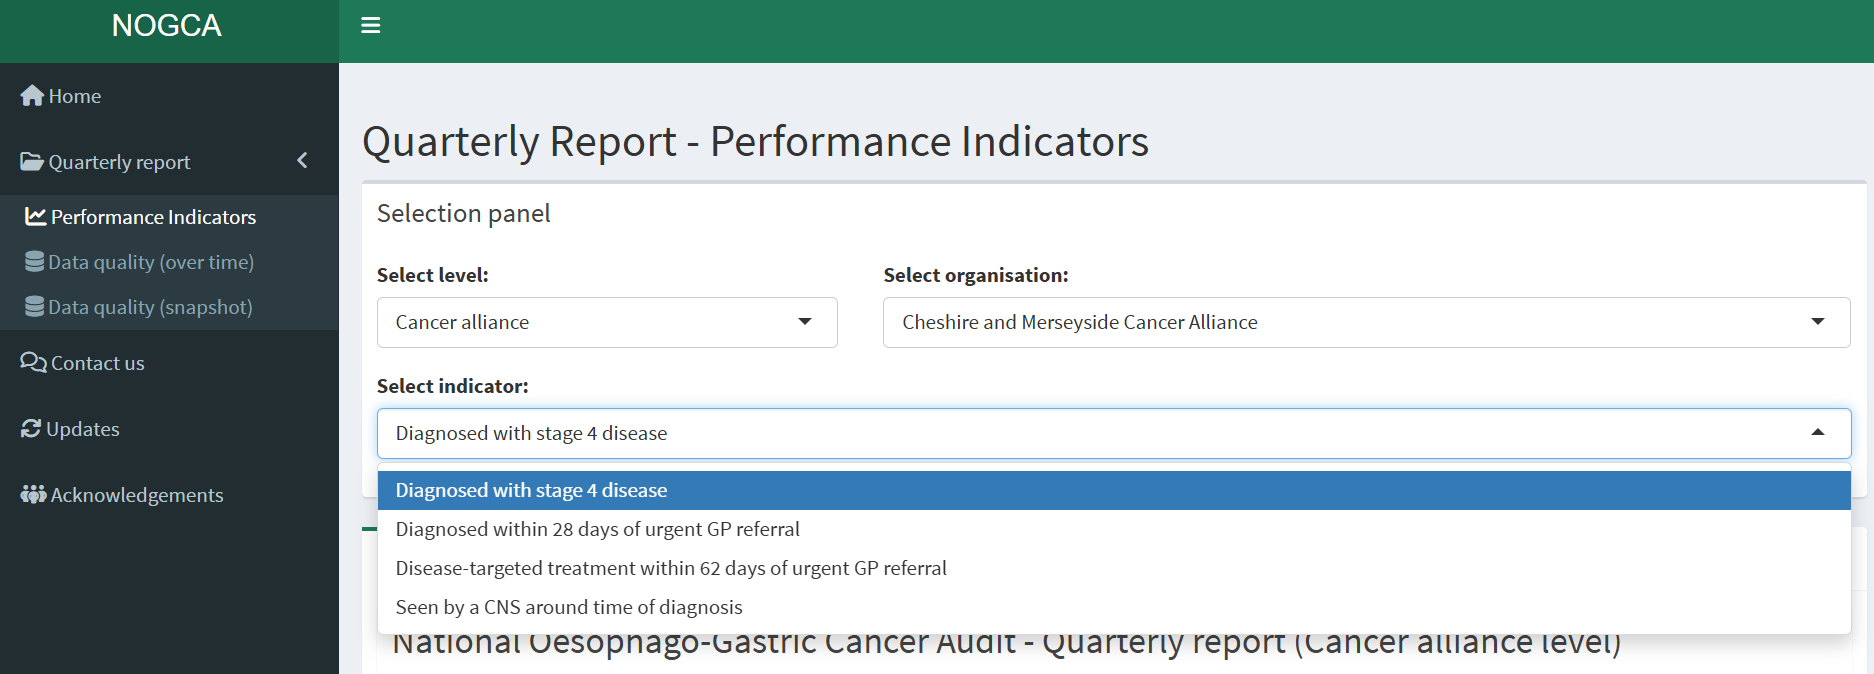 NOGCA
Home
Quarterly report
Performance Indicators
Data quality (over time)
Data quality (snapshot)
Contact us
Updates
Acknowledgements
Quarterly Report - Performance Indicators
Selection panel
Select level:
Cancer alliance
Select organisation:
Cheshire and Merseyside Cancer Alliance
Select indicator:
Diagnosed with stage 4 disease
Diagnosed with stage 4 disease
Diagnosed within 28 days of urgent GP referral
Disease-targeted treatment within 62 days of urgent GP referral
Seen by a CNS around time of diagnosis
National Oesophago-Gastric Cancer Audit - Quarterly report (Cancer alliance level)